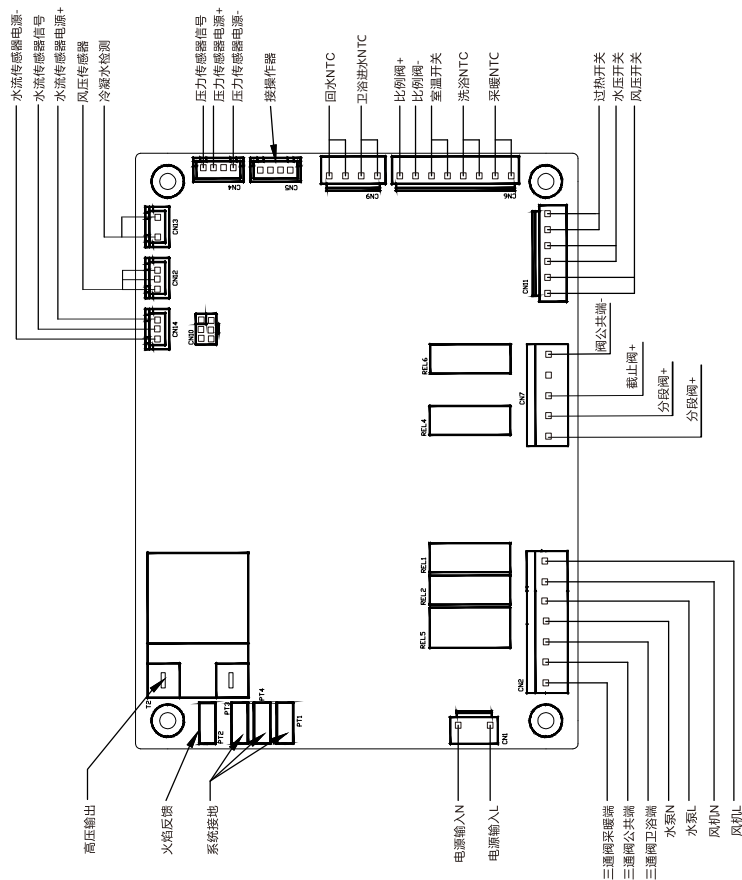 水流传感器电源-
水流传感器信号
水流传感器电源+
风压传感器
冷凝水检测
压力传感器信号
压力传感器电源+
压力传感器电源-
接操作器
回水NTC
卫浴进水NTC
比例阀+
比例阀-
室温开关
洗浴NTC
采暖NTC
过热开关
水压开关
风压开关
CN4
CN5
CN9
CN6
CN13
CN12
CN14
CN10
CN11
阀公共端-
截止阀+
分段阀+
分段阀+
REL6
REL4
CN7
REL1
REL2
REL5
CN2
T2
PT2
PT3
PT4
PT1
CN1
高压输出
火焰反馈
系统接地
电源输入N
电源输入L
三通阀采暖端
三通阀公共端
三通阀卫浴端
水泵N
水泵L
风机N
风机L